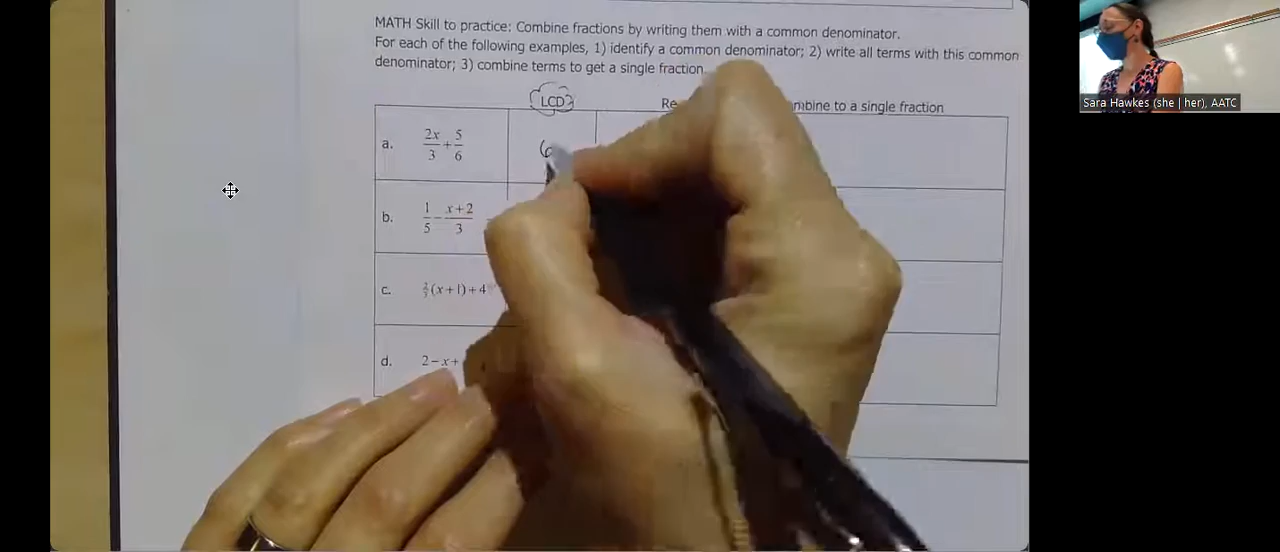 MATH Skill to practice: Combine fractions by writing them with a common denominator.
For each of the following examples, 1) identify a common denominator; 2) write all terms with this common
denominator; 3) combine terms to get a single fraction.
LCD
combine to a single fraction
a. 2x/3 + 5/6
6
b. 1/5 − x+2/3
c. (x+1)+4
d. 2−x+
Sara Hawkes (she | her), AATC